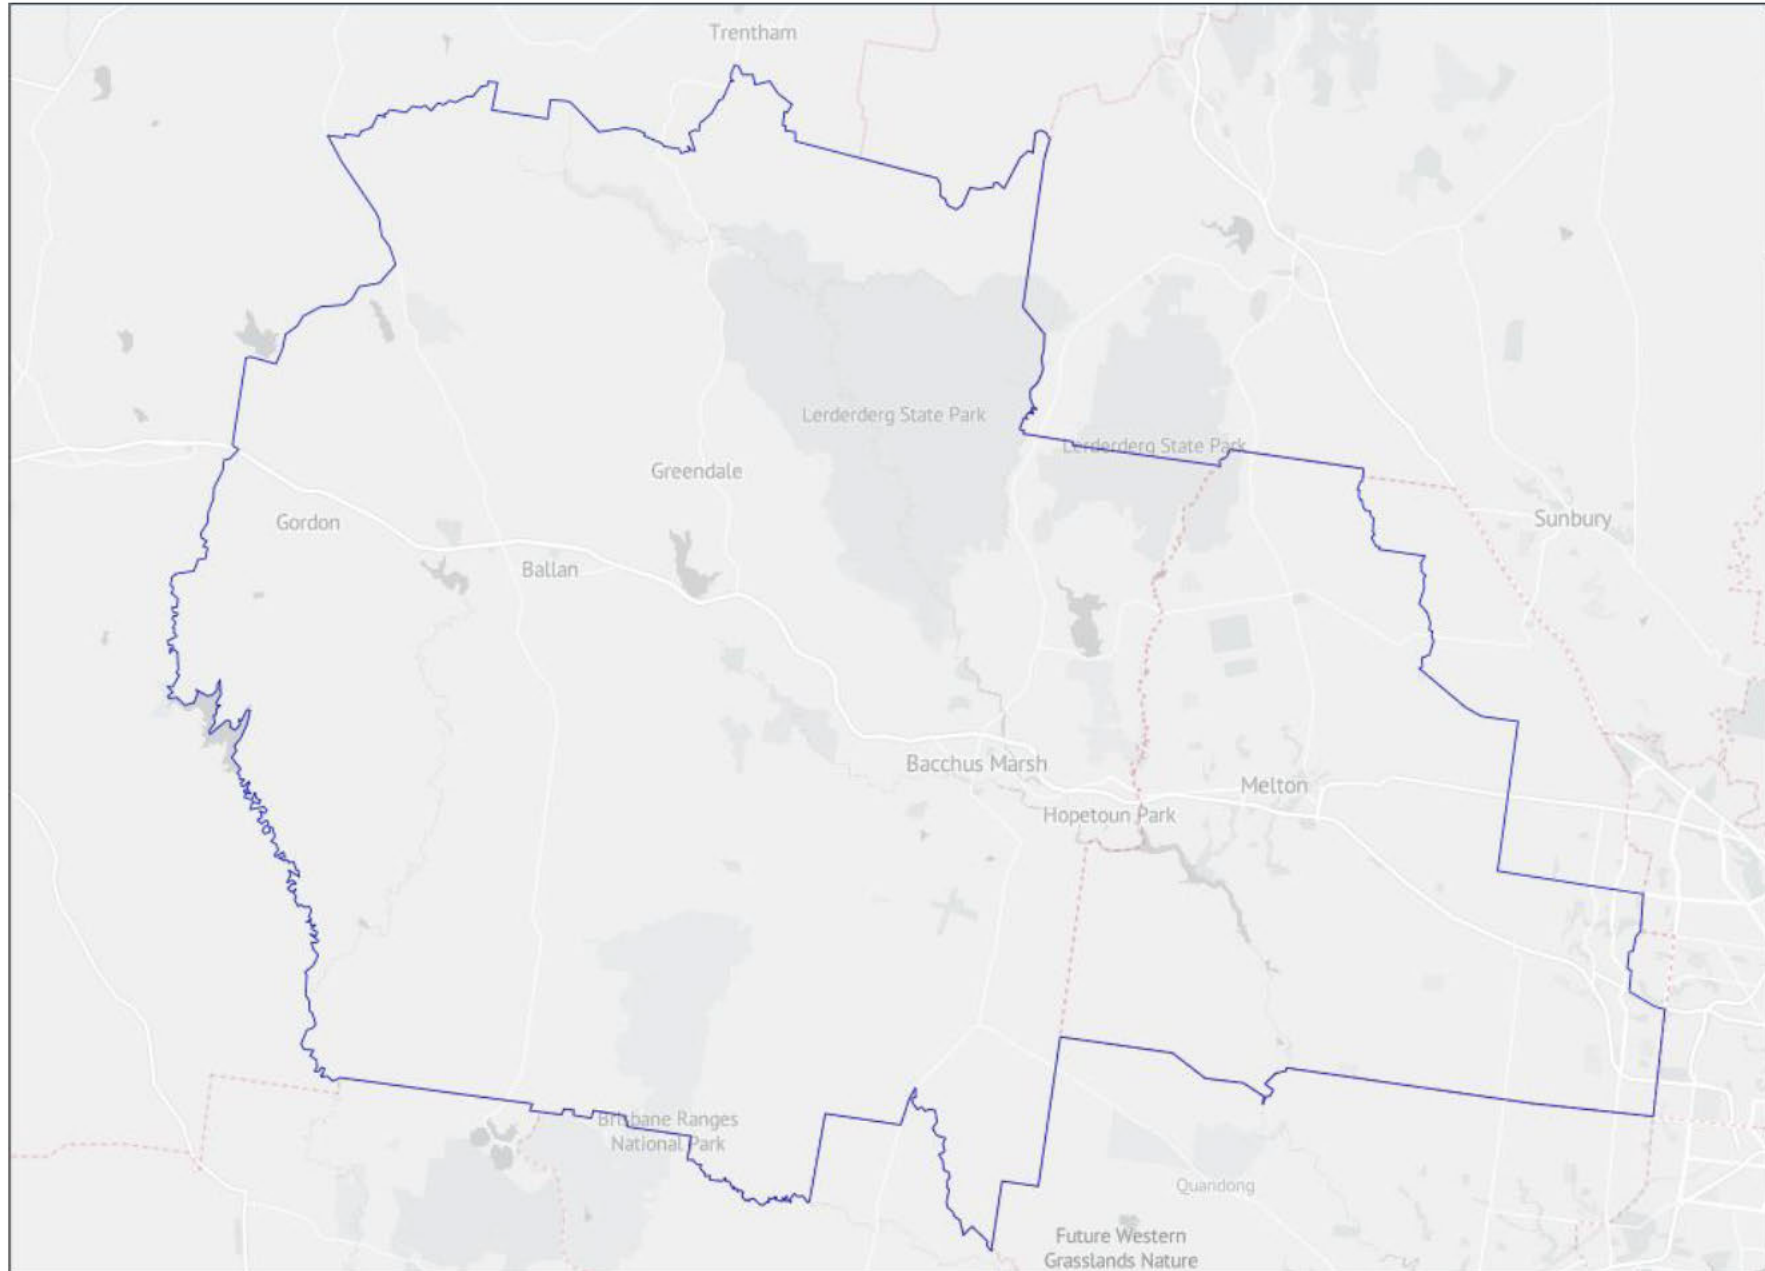 Trentham
Lerderderg State Park
Lerderderg State Park
Greendale
Gordon
Sunbury
Ballan
Bacchus Marsh
Melton
Hopetoun Park
Brisbane Ranges
National Park
Quandong
Future Western
Grasslands Nature